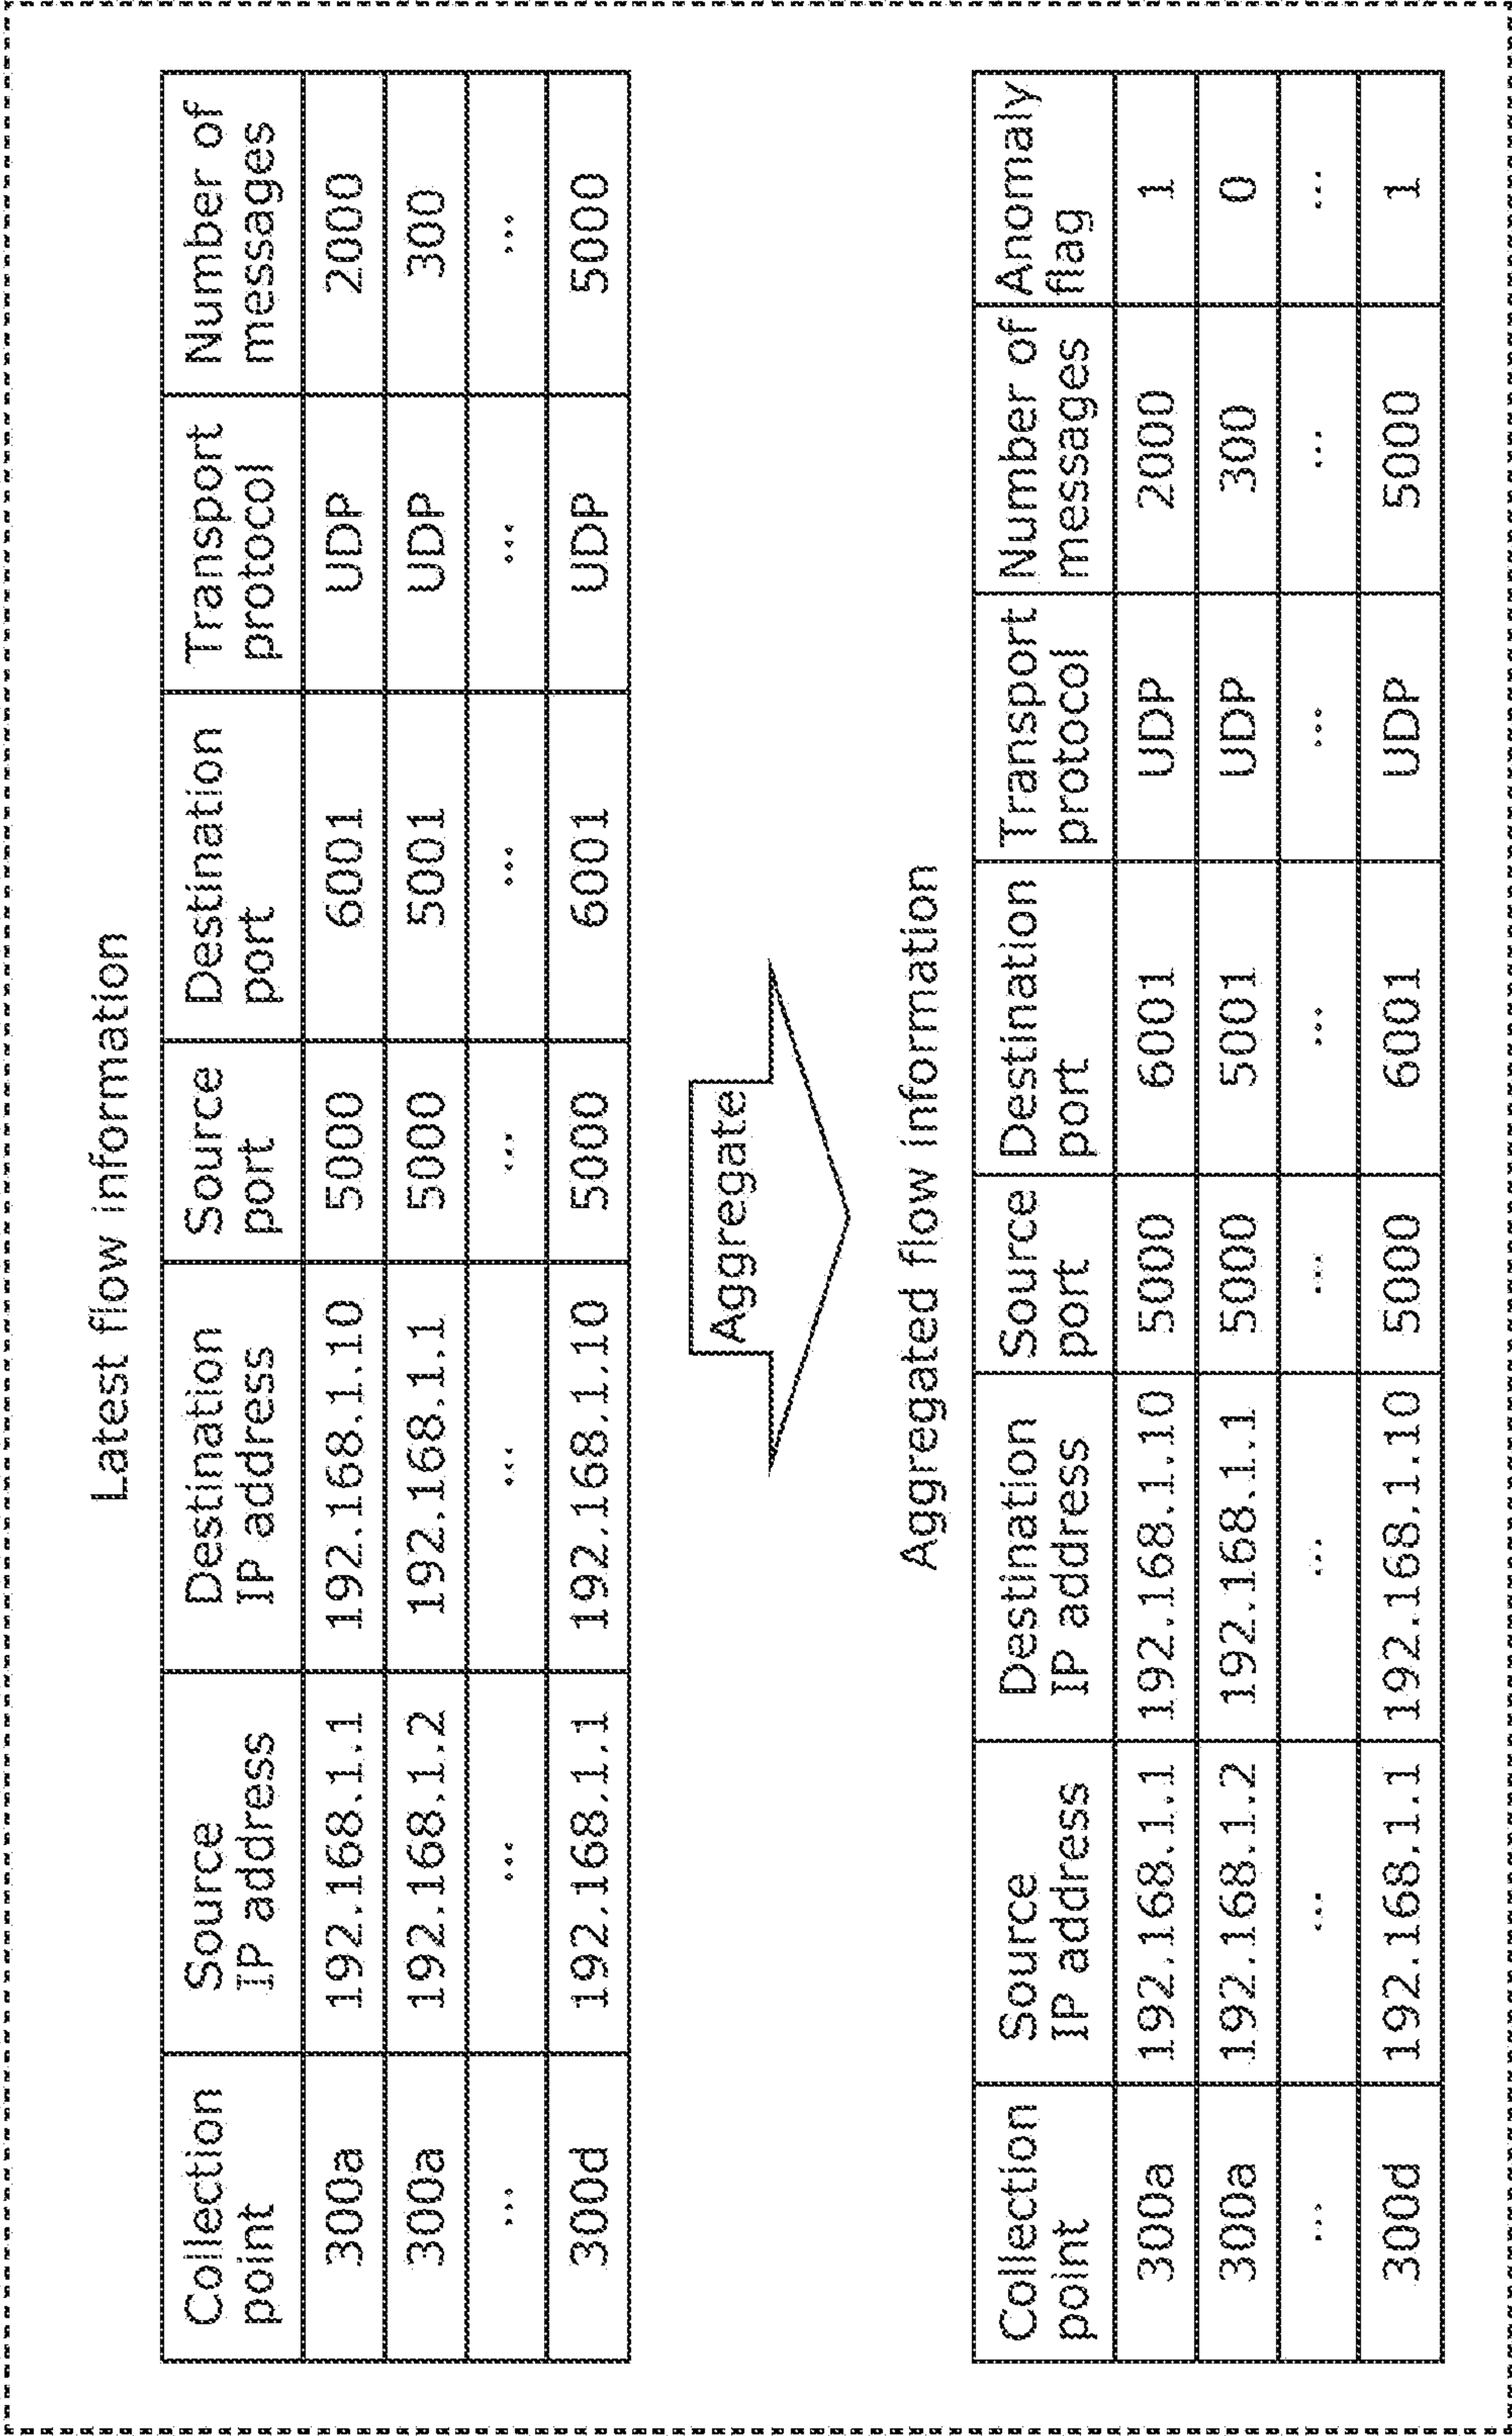 Latest flow information
Collection point Source IP address Destination IP address Source port Destination port Transport protocol Number of messages
300a 192.168.1.1 192.168.1.10 5000 6001 UDP 2000
300a 192.168.1.2 192.168.1.1 5000 5001 UDP 300
... ... ... ... ... ... ...
300d 192.168.1.1 192.168.1.10 5000 6001 UDP 5000
Aggregate
Aggregated flow information
Collection point Source IP address Destination IP address Source port Destination port Transport protocol Number of messages Anomaly flag
300a 192.168.1.1 192.168.1.10 5000 6001 UDP 2000 1
300a 192.168.1.2 192.168.1.1 5000 5001 UDP 300 0
... ... ... ... ... ... ... ...
300d 192.168.1.1 192.168.1.10 5000 6001 UDP 5000 1